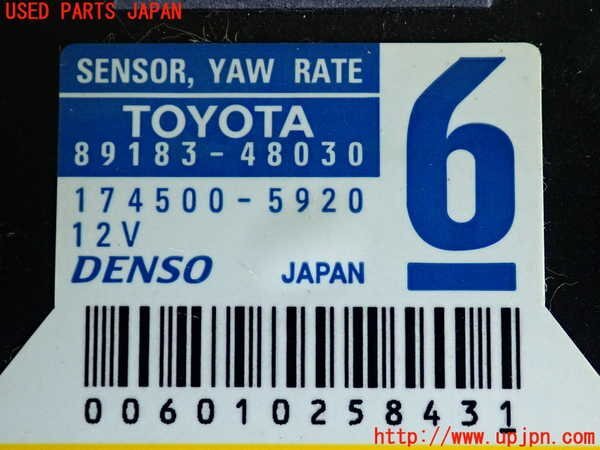 USED PARTS JAPAN
SENSOR, YAW RATE
TOYOTA
89183-48030
6
174500-5920
12V
DENSO JAPAN
006010258431
http://www.upjpn.com